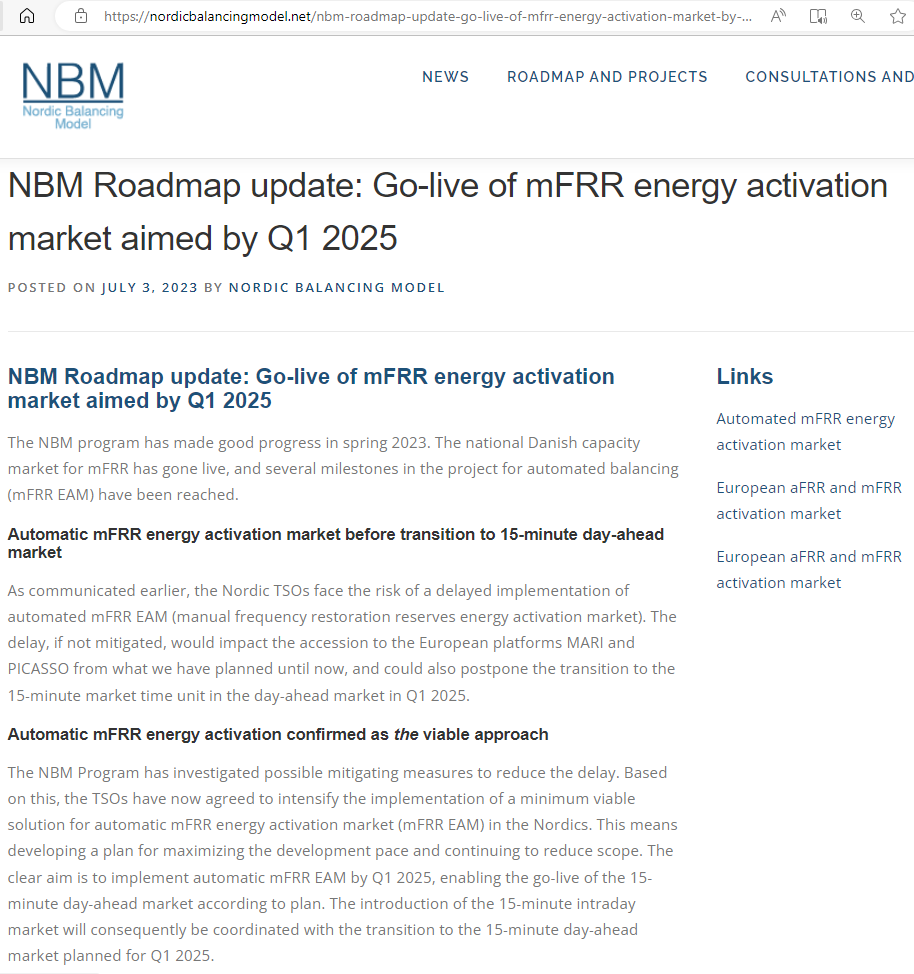 https://nordicbalancingmodel.net/nbm-roadmap-update-go-live-of-mfrr-energy-activation-market-by-...
NBM
Nordic Balancing
Model
NEWS
ROADMAP AND PROJECTS
CONSULTATIONS AND
NBM Roadmap update: Go-live of mFRR energy activation
market aimed by Q1 2025
POSTED ON JULY 3, 2023 BY NORDIC BALANCING MODEL
NBM Roadmap update: Go-live of mFRR energy activation
market aimed by Q1 2025
The NBM program has made good progress in spring 2023. The national Danish capacity
market for mFRR has gone live, and several milestones in the project for automated balancing
(mFRR EAM) have been reached.
Automatic mFRR energy activation market before transition to 15-minute day-ahead
market
As communicated earlier, the Nordic TSOs face the risk of a delayed implementation of
automated mFRR EAM (manual frequency restoration reserves energy activation market). The
delay, if not mitigated, would impact the accession to the European platforms MARI and
PICASSO from what we have planned until now, and could also postpone the transition to the
15-minute market time unit in the day-ahead market in Q1 2025.
Automatic mFRR energy activation confirmed as the viable approach
The NBM Program has investigated possible mitigating measures to reduce the delay. Based
on this, the TSOs have now agreed to intensify the implementation of a minimum viable
solution for automatic mFRR energy activation market (mFRR EAM) in the Nordics. This means
developing a plan for maximizing the development pace and continuing to reduce scope. The
clear aim is to implement automatic mFRR EAM by Q1 2025, enabling the go-live of the 15-
minute day-ahead market according to plan. The introduction of the 15-minute intraday
market will consequently be coordinated with the transition to the 15-minute day-ahead
market planned for Q1 2025.
Links
Automated mFRR energy
activation market
European aFRR and mFRR
activation market
European aFRR and mFRR
activation market